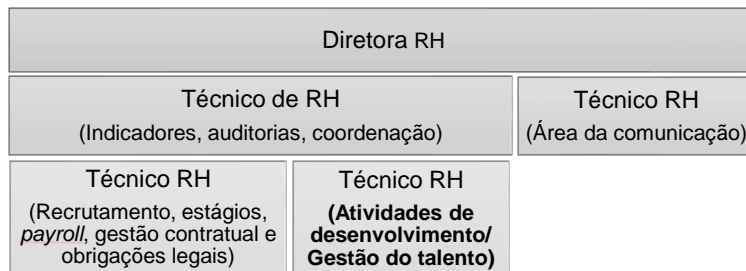 Diretora RH
Técnico de RH
(Indicadores, auditorias, coordenação)
Técnico RH
(Área da comunicação)
Técnico RH
(Recrutamento, estágios,
payroll, gestão contratual e
obrigações legais)
Técnico RH
(Atividades de
desenvolvimento/
Gestão do talento)